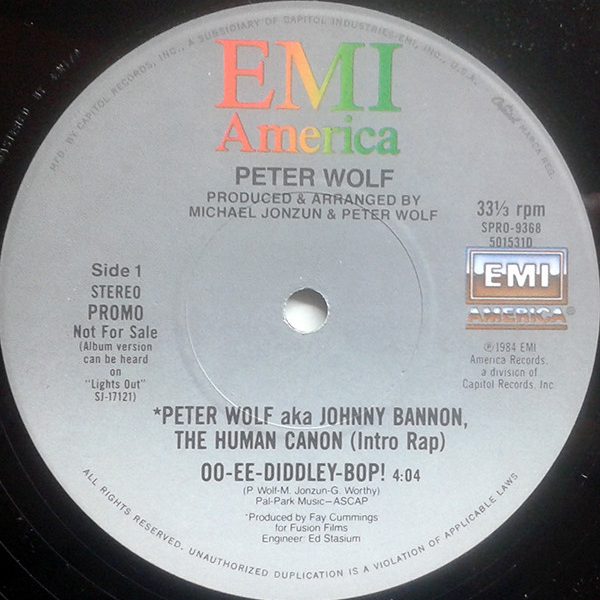 MFD. BY CAPITOL RECORDS, INC., A SUBSIDIARY OF CAPITOL INDUSTRIES-EMI, INC., U.S.A.
Capitol MARCA REG.
EMI
America
PETER WOLF
PRODUCED & ARRANGED BY
MICHAEL JONZUN & PETER WOLF
33⅓ rpm
SPRO-9368
501531D
EMI
AMERICA
℗1984 EMI
America Records,
a division of
Capitol Records, Inc.
Side 1
STEREO
PROMO
Not For Sale
(Album version
can be heard
on
"Lights Out"
SJ-17121)
*PETER WOLF aka JOHNNY BANNON,
THE HUMAN CANON (Intro Rap)
OO-EE-DIDDLEY-BOP! 4:04
(P. Wolf-M. Jonzun-G. Worthy)
Pal-Park Music—ASCAP
*Produced by Fay Cummings
for Fusion Films
Engineer: Ed Stasium
ALL RIGHTS RESERVED. UNAUTHORIZED DUPLICATION IS A VIOLATION OF APPLICABLE LAWS